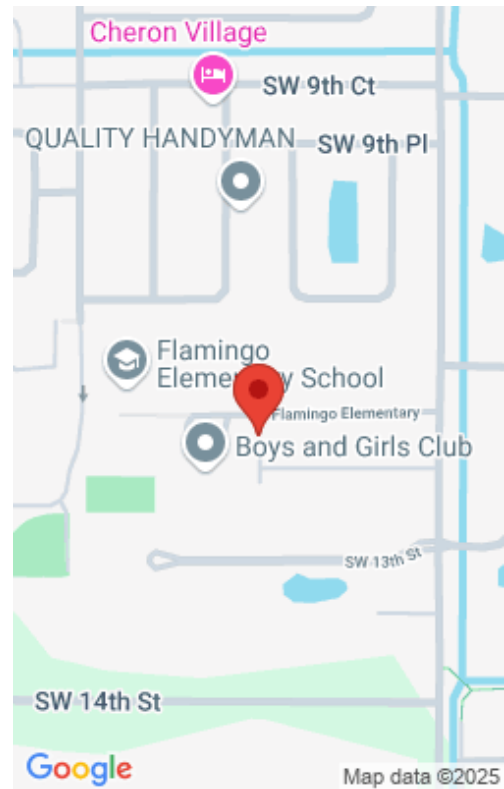 Cheron Village
SW 9th Ct
QUALITY HANDYMAN
SW 9th Pl
Flamingo
Elementary School
Flamingo Elementary
Boys and Girls Club
SW 13th St
SW 14th St
Google
Map data ©2025